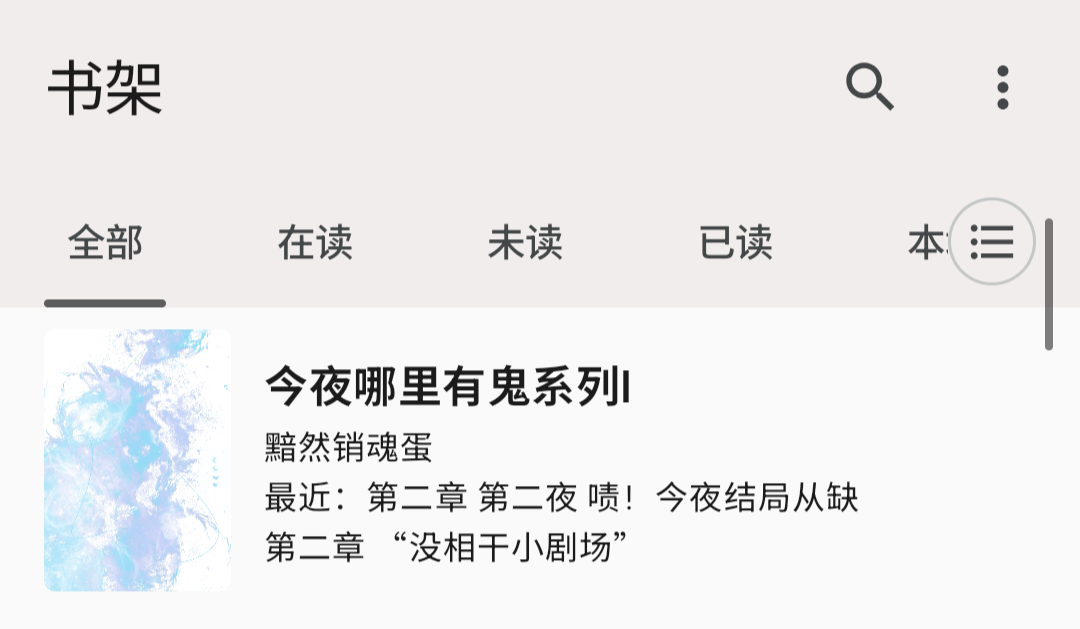 书架
全部 在读 未读 已读 本
今夜哪里有鬼系列I
黯然销魂蛋
最近：第二章 第二夜 啧！今夜结局从缺
第二章 “没相干小剧场”